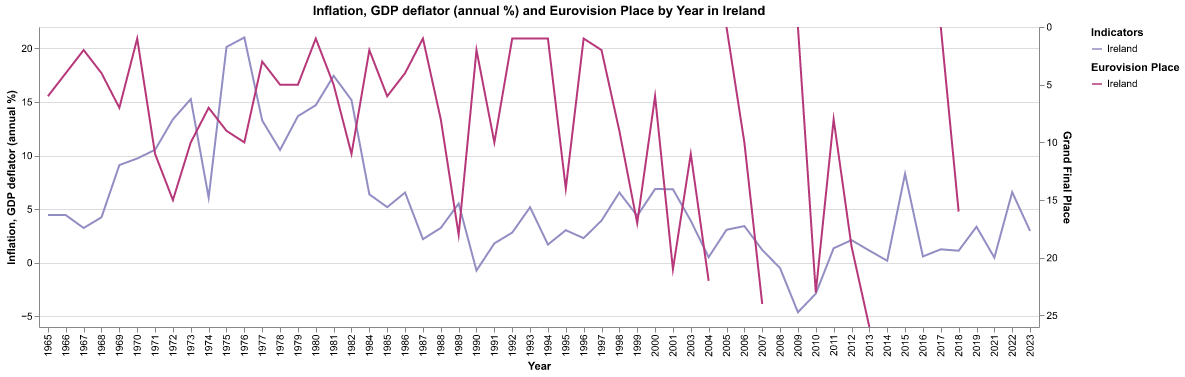 Inflation, GDP deflator (annual %) and Eurovision Place by Year in Ireland
Inflation, GDP deflator (annual %)
20
15
10
5
0
−5
0
5
10
15
20
25
Grand Final Place
1965 1966 1967 1968 1969 1970 1971 1972 1973 1974 1975 1976 1977 1978 1979 1980 1981 1982 1984 1985 1986 1987 1988 1989 1990 1991 1992 1993 1994 1995 1996 1997 1998 1999 2000 2001 2003 2004 2005 2006 2007 2008 2009 2010 2011 2012 2013 2014 2015 2016 2017 2018 2019 2021 2022 2023
Year
Indicators
Ireland
Eurovision Place
Ireland